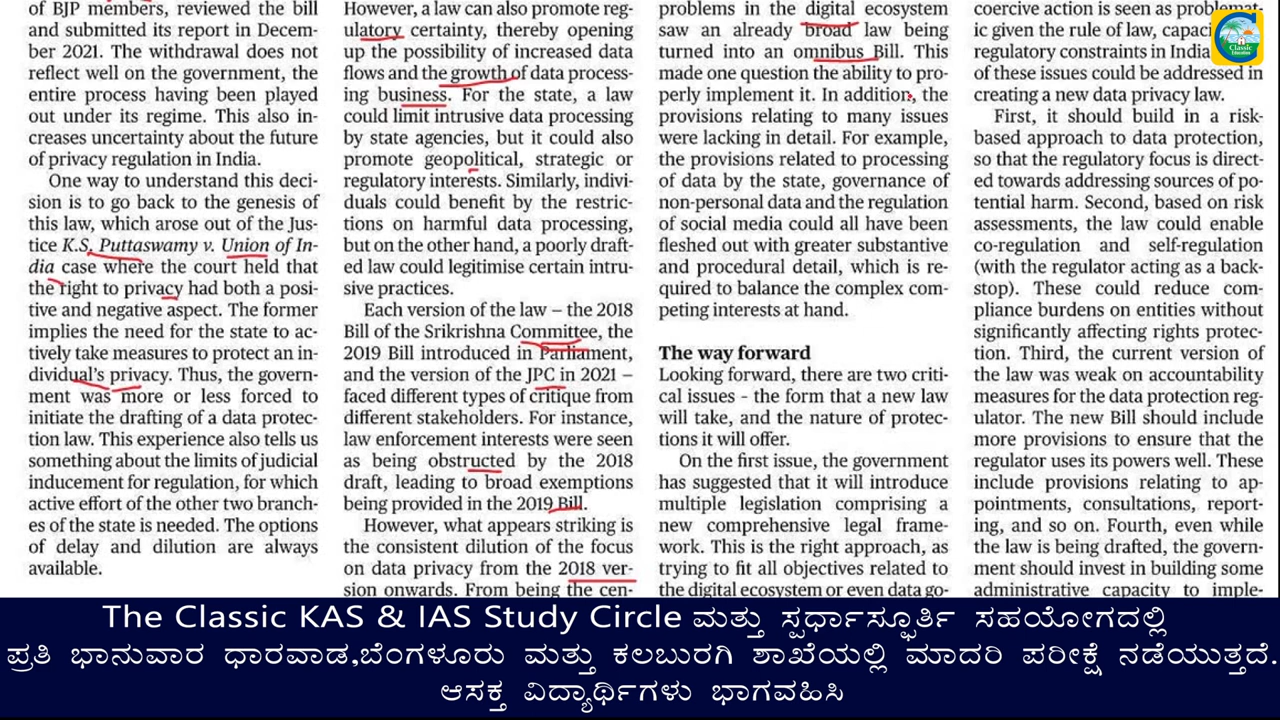 of BJP members, reviewed the bill
and submitted its report in Decem-
ber 2021. The withdrawal does not
reflect well on the government, the
entire process having been played
out under its regime. This also in-
creases uncertainty about the future
of privacy regulation in India.
One way to understand this deci-
sion is to go back to the genesis of
this law, which arose out of the Jus-
tice K.S. Puttaswamy v. Union of In-
dia case where the court held that
the right to privacy had both a posi-
tive and negative aspect. The former
implies the need for the state to ac-
tively take measures to protect an in-
dividual's privacy. Thus, the govern-
ment was more or less forced to
initiate the drafting of a data protec-
tion law. This experience also tells us
something about the limits of judicial
inducement for regulation, for which
active effort of the other two branch-
es of the state is needed. The options
of delay and dilution are always
available.
However, a law can also promote reg-
ulatory certainty, thereby opening
up the possibility of increased data
flows and the growth of data process-
ing business. For the state, a law
could limit intrusive data processing
by state agencies, but it could also
promote geopolitical, strategic or
regulatory interests. Similarly, indivi-
duals could benefit by the restric-
tions on harmful data processing,
but on the other hand, a poorly draft-
ed law could legitimise certain intru-
sive practices.
Each version of the law – the 2018
Bill of the Srikrishna Committee, the
2019 Bill introduced in Parliament,
and the version of the JPC in 2021 –
faced different types of critique from
different stakeholders. For instance,
law enforcement interests were seen
as being obstructed by the 2018
draft, leading to broad exemptions
being provided in the 2019 Bill.
However, what appears striking is
the consistent dilution of the focus
on data privacy from the 2018 ver-
sion onwards. From being the cen-
problems in the digital ecosystem
saw an already broad law being
turned into an omnibus Bill. This
made one question the ability to pro-
perly implement it. In addition, the
provisions relating to many issues
were lacking in detail. For example,
the provisions related to processing
of data by the state, governance of
non-personal data and the regulation
of social media could all have been
fleshed out with greater substantive
and procedural detail, which is re-
quired to balance the complex com-
peting interests at hand.
The way forward
Looking forward, there are two criti-
cal issues - the form that a new law
will take, and the nature of protec-
tions it will offer.
On the first issue, the government
has suggested that it will introduce
multiple legislation comprising a
new comprehensive legal frame-
work. This is the right approach, as
trying to fit all objectives related to
the digital ecosystem or even data go-
coercive action is seen as problemat-
ic given the rule of law, capaci
regulatory constraints in India
of these issues could be addressed in
creating a new data privacy law.
First, it should build in a risk-
based approach to data protection,
so that the regulatory focus is direct-
ed towards addressing sources of po-
tential harm. Second, based on risk
assessments, the law could enable
co-regulation and self-regulation
(with the regulator acting as a back-
stop). These could reduce com-
pliance burdens on entities without
significantly affecting rights protec-
tion. Third, the current version of
the law was weak on accountability
measures for the data protection reg-
ulator. The new Bill should include
more provisions to ensure that the
regulator uses its powers well. These
include provisions relating to ap-
pointments, consultations, report-
ing, and so on. Fourth, even while
the law is being drafted, the govern-
ment should invest in building some
administrative capacity to imple-
Classic
Education
The Classic KAS & IAS Study Circle ಮತ್ತು ಸ್ಪರ್ಧಾಸ್ಫೂರ್ತಿ ಸಹಯೋಗದಲ್ಲಿ
ಪ್ರತಿ ಭಾನುವಾರ ಧಾರವಾಡ,ಬೆಂಗಳೂರು ಮತ್ತು ಕಲಬುರಗಿ ಶಾಖೆಯಲ್ಲಿ ಮಾದರಿ ಪರೀಕ್ಷೆ ನಡೆಯುತ್ತದೆ.
ಆಸಕ್ತ ವಿದ್ಯಾರ್ಥಿಗಳು ಭಾಗವಹಿಸಿ